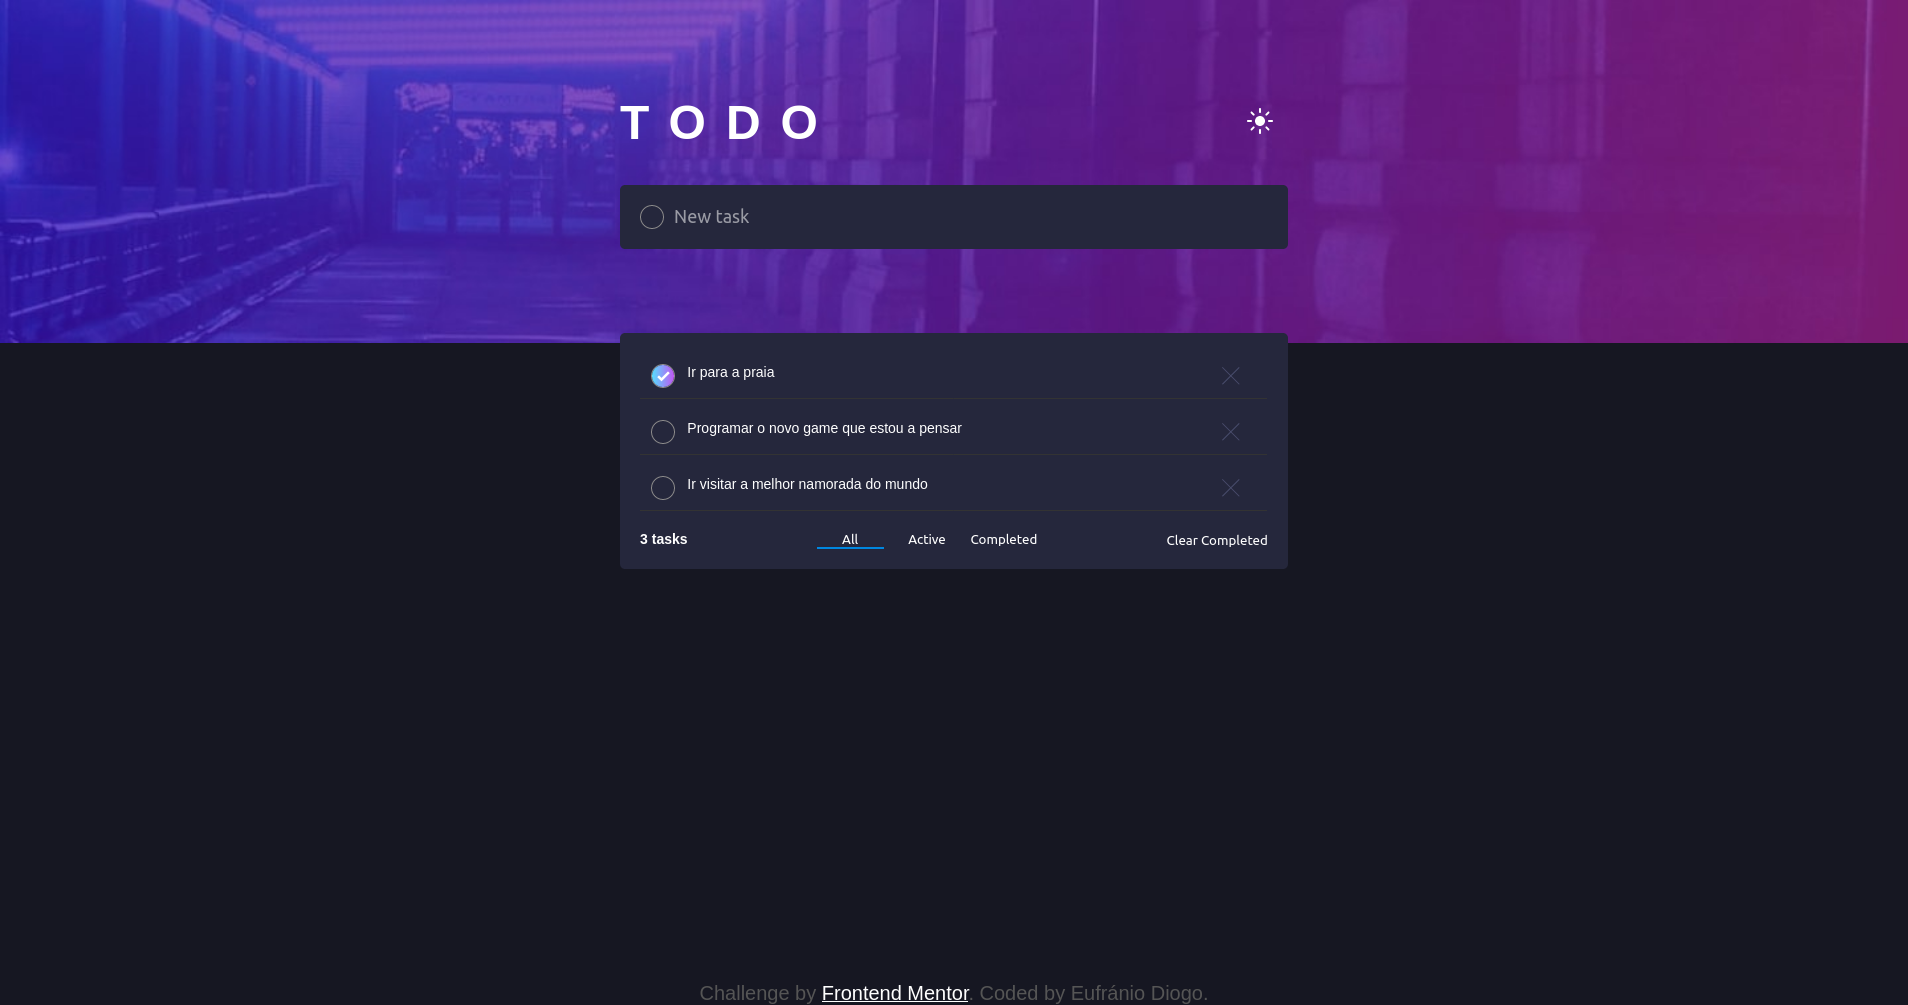 TODO
New task
Ir para a praia
Programar o novo game que estou a pensar
Ir visitar a melhor namorada do mundo
3 tasks All Active Completed Clear Completed
Challenge by Frontend Mentor. Coded by Eufránio Diogo.